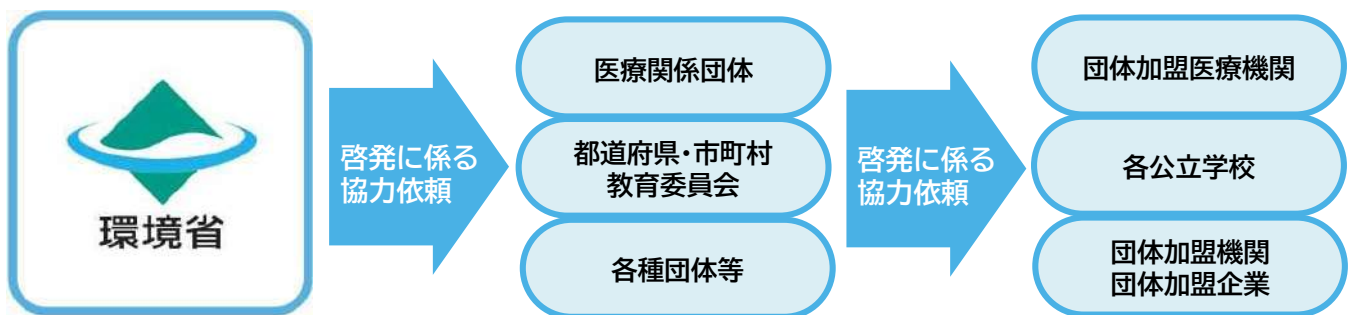 環境省
啓発に係る
協力依頼
医療関係団体
都道府県・市町村
教育委員会
各種団体等
啓発に係る
協力依頼
団体加盟医療機関
各公立学校
団体加盟機関
団体加盟企業